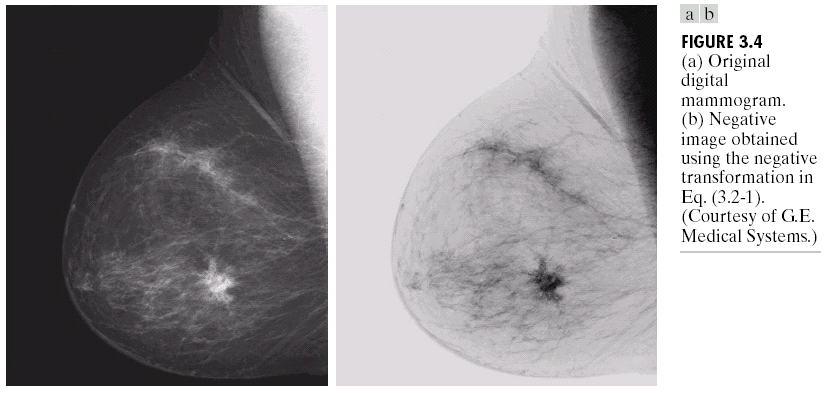 a b
FIGURE 3.4
(a) Original
digital
mammogram.
(b) Negative
image obtained
using the negative
transformation in
Eq. (3.2-1).
(Courtesy of G.E.
Medical Systems.)